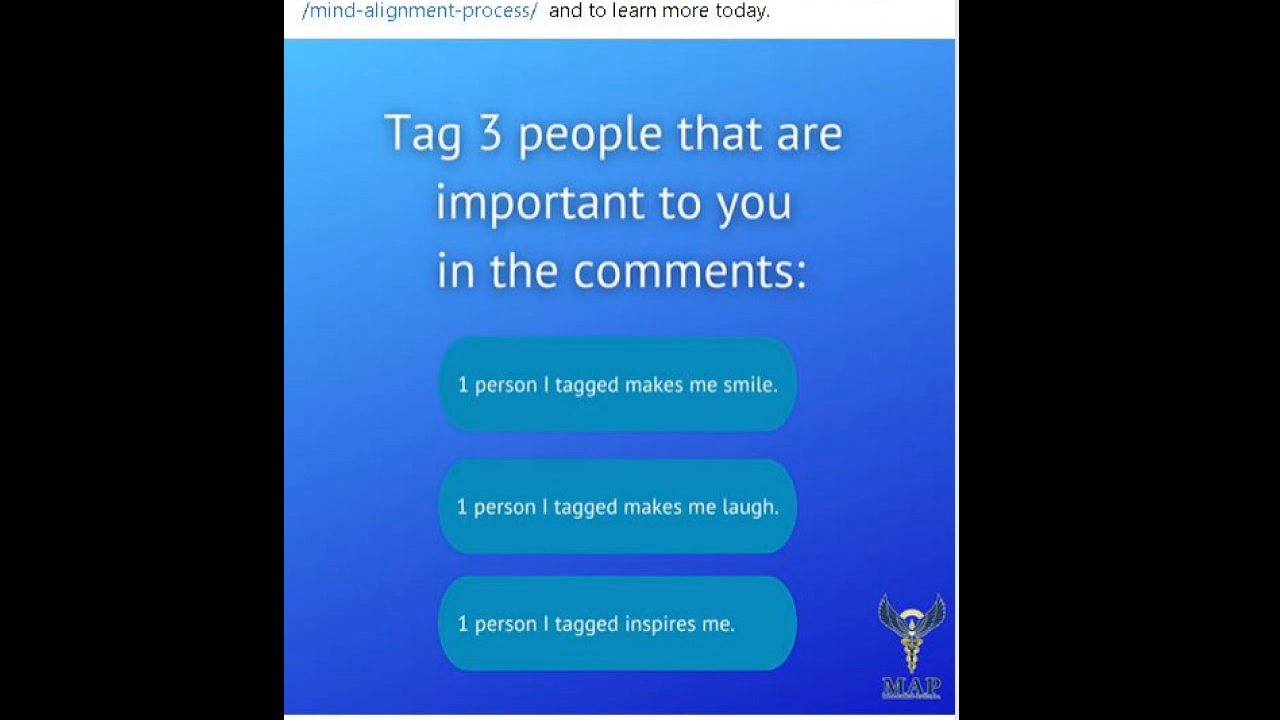 /mind-alignment-process/ and to learn more today.
Tag 3 people that are
important to you
in the comments:
1 person I tagged makes me smile.
1 person I tagged makes me laugh.
1 person I tagged inspires me.
MAP